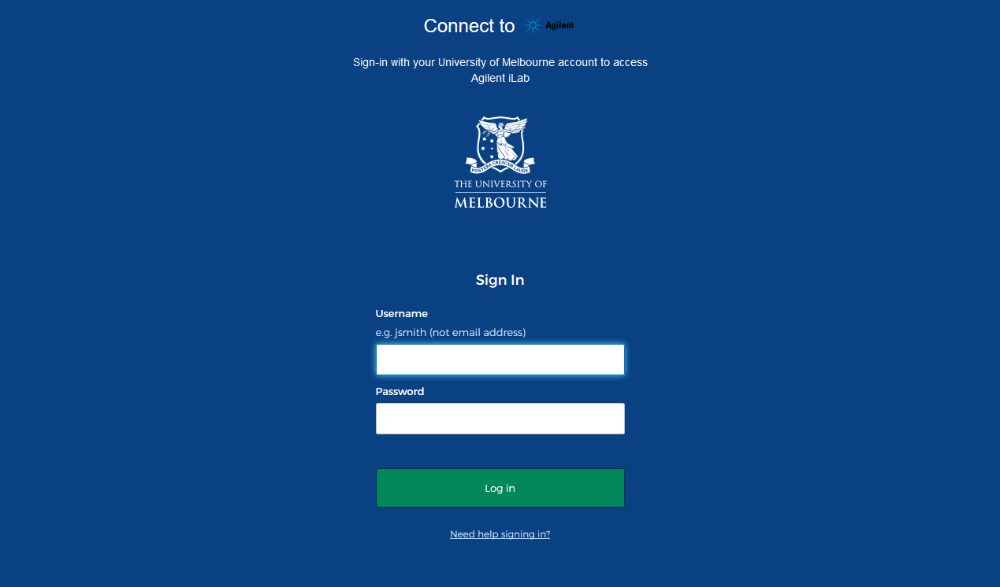 Connect to Agilent
Sign-in with your University of Melbourne account to access
Agilent iLab
POSTERA CRESCAM LAUDE
THE UNIVERSITY OF
MELBOURNE
Sign In
Username
e.g. jsmith (not email address)
Password
Log in
Need help signing in?